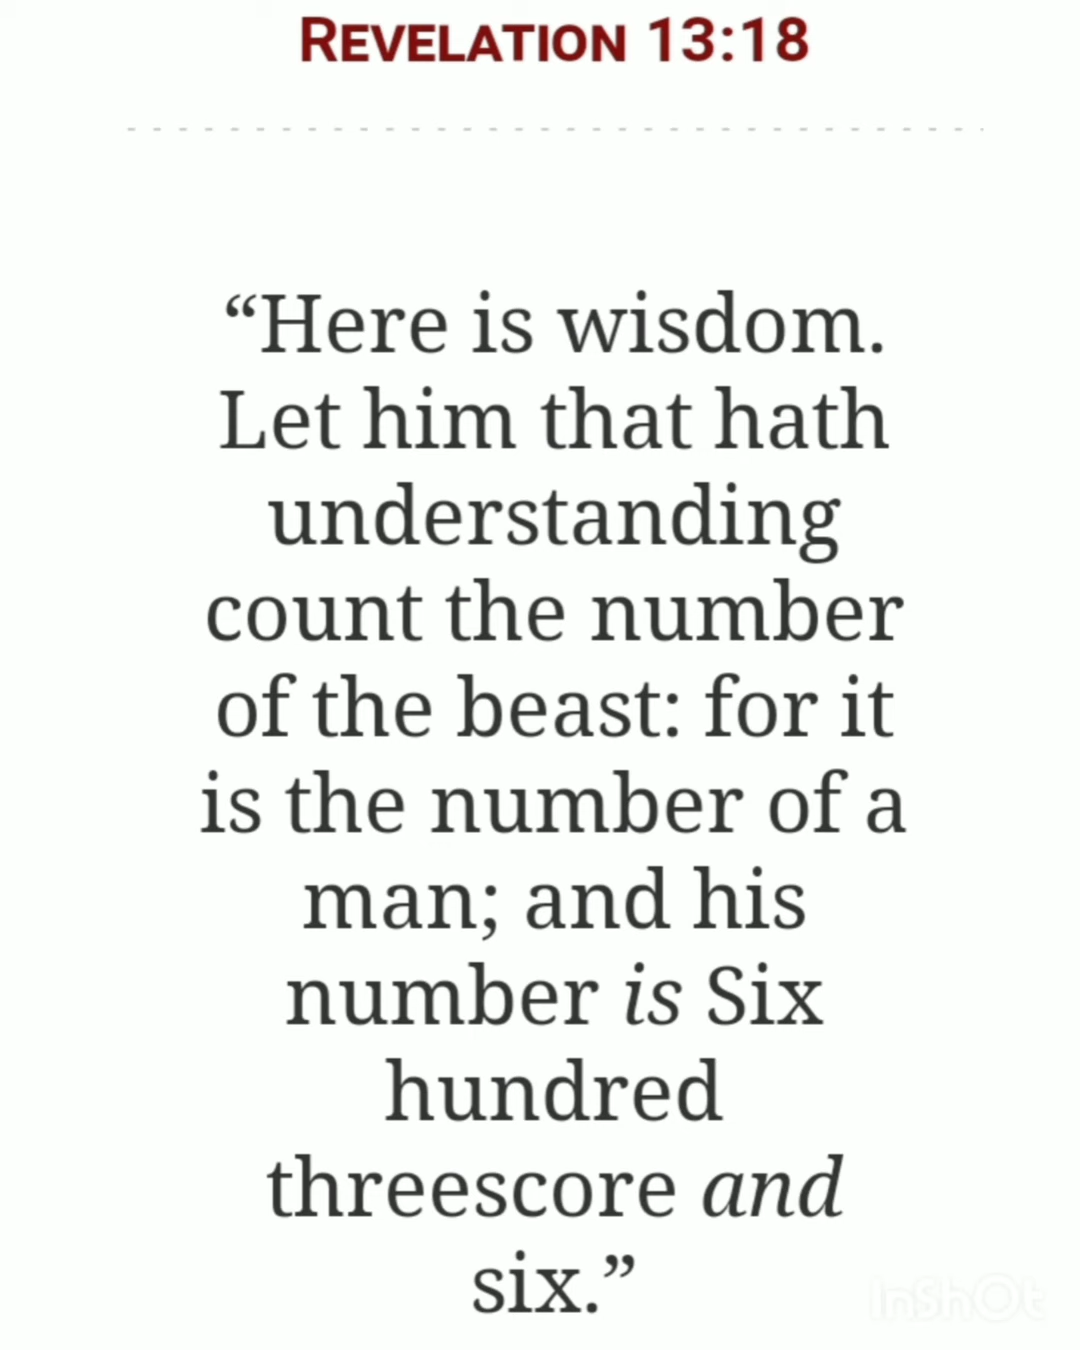 REVELATION 13:18
“Here is wisdom.
Let him that hath
understanding
count the number
of the beast: for it
is the number of a
man; and his
number is Six
hundred
threescore and
six.”
InShOt